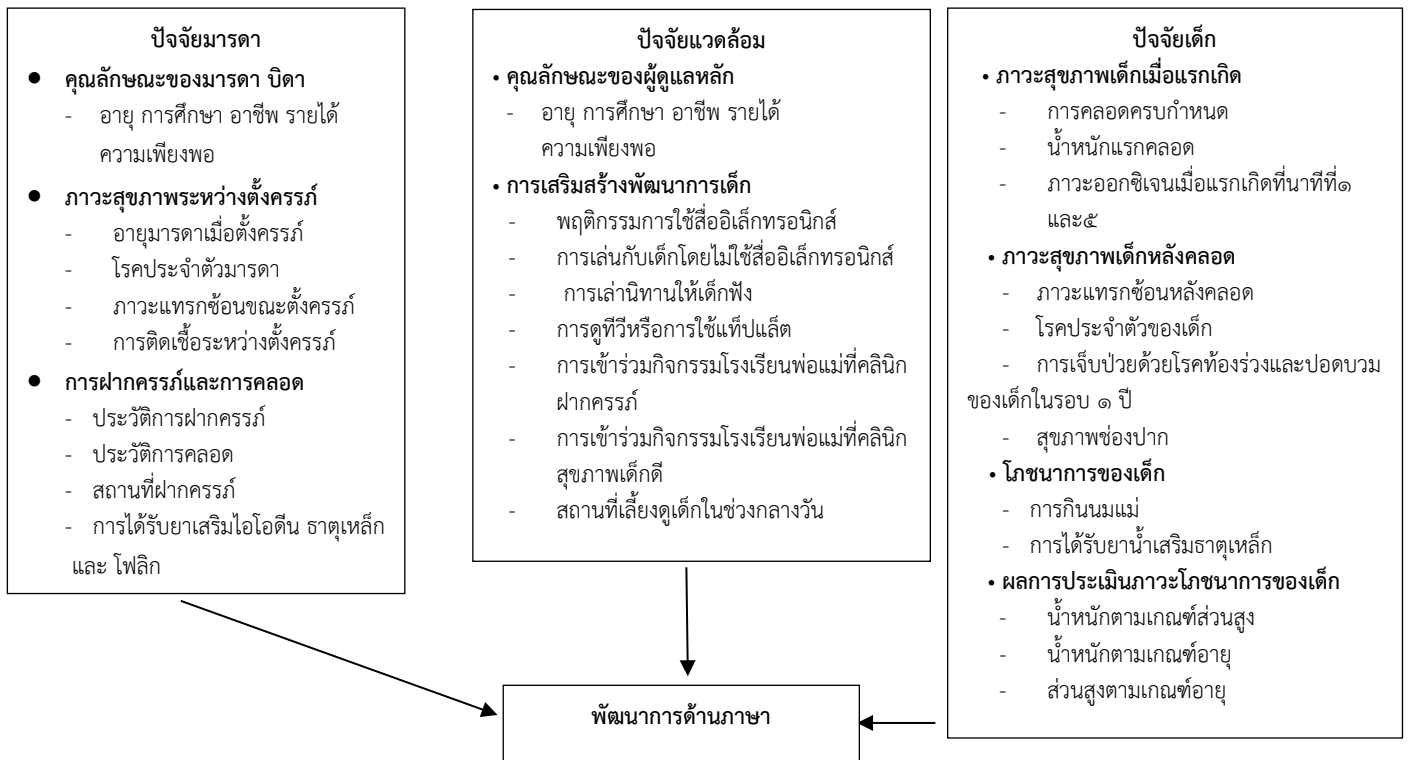 ปัจจัยมารดา
● คุณลักษณะของมารดา บิดา
- อายุ การศึกษา อาชีพ รายได้
ความเพียงพอ
● ภาวะสุขภาพระหว่างตั้งครรภ์
- อายุมารดาเมื่อตั้งครรภ์
- โรคประจำตัวมารดา
- ภาวะแทรกซ้อนขณะตั้งครรภ์
- การติดเชื้อระหว่างตั้งครรภ์
● การฝากครรภ์และการคลอด
- ประวัติการฝากครรภ์
- ประวัติการคลอด
- สถานที่ฝากครรภ์
- การได้รับยาเสริมไอโอดีน ธาตุเหล็ก
และ โฟลิก
ปัจจัยแวดล้อม
• คุณลักษณะของผู้ดูแลหลัก
- อายุ การศึกษา อาชีพ รายได้
ความเพียงพอ
• การเสริมสร้างพัฒนาการเด็ก
- พฤติกรรมการใช้สื่ออิเล็กทรอนิกส์
- การเล่นกับเด็กโดยไม่ใช้สื่ออิเล็กทรอนิกส์
- การเล่านิทานให้เด็กฟัง
- การดูทีวีหรือการใช้แท็ปแล็ต
- การเข้าร่วมกิจกรรมโรงเรียนพ่อแม่ที่คลินิก
ฝากครรภ์
- การเข้าร่วมกิจกรรมโรงเรียนพ่อแม่ที่คลินิก
สุขภาพเด็กดี
- สถานที่เลี้ยงดูเด็กในช่วงกลางวัน
ปัจจัยเด็ก
• ภาวะสุขภาพเด็กเมื่อแรกเกิด
- การคลอดครบกำหนด
- น้ำหนักแรกคลอด
- ภาวะออกซิเจนเมื่อแรกเกิดที่นาทีที่๑
และ๕
• ภาวะสุขภาพเด็กหลังคลอด
- ภาวะแทรกซ้อนหลังคลอด
- โรคประจำตัวของเด็ก
- การเจ็บป่วยด้วยโรคท้องร่วงและปอดบวม
ของเด็กในรอบ ๑ ปี
- สุขภาพช่องปาก
• โภชนาการของเด็ก
- การกินนมแม่
- การได้รับยาน้ำเสริมธาตุเหล็ก
• ผลการประเมินภาวะโภชนาการของเด็ก
- น้ำหนักตามเกณฑ์ส่วนสูง
- น้ำหนักตามเกณฑ์อายุ
- ส่วนสูงตามเกณฑ์อายุ
พัฒนาการด้านภาษา